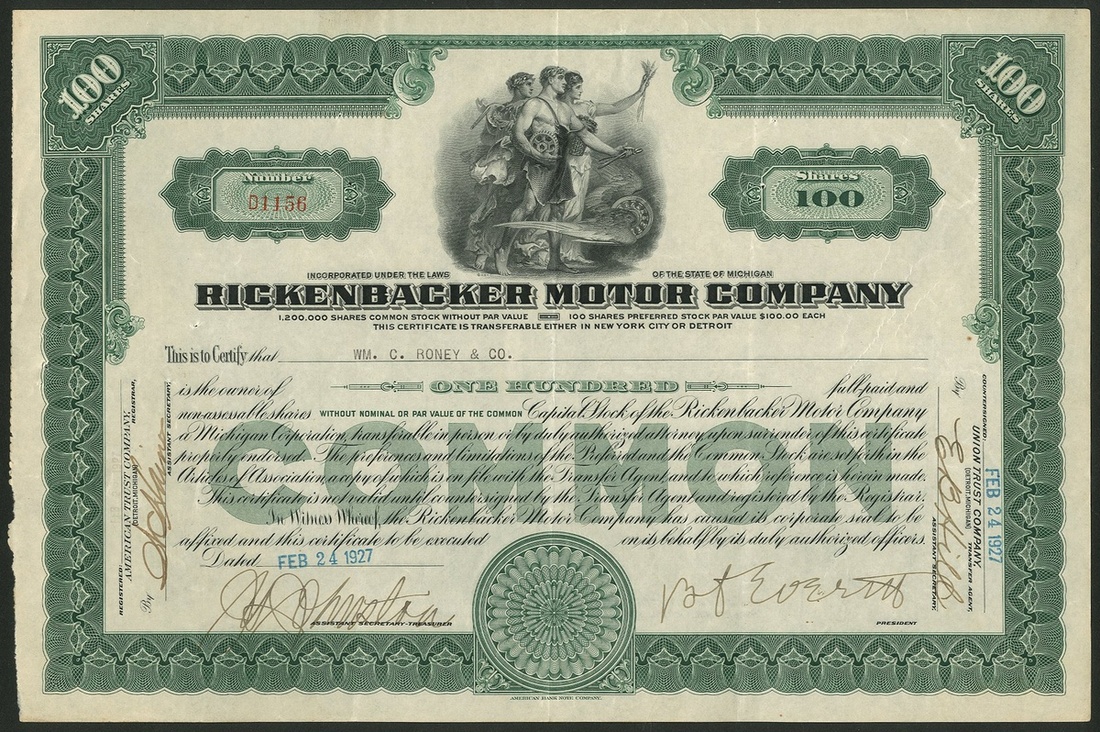 100 SHARES
100 SHARES
Number
D1156
Shares
100
INCORPORATED UNDER THE LAWS OF THE STATE OF MICHIGAN
RICKENBACKER MOTOR COMPANY
1,200,000 SHARES COMMON STOCK WITHOUT PAR VALUE 100 SHARES PREFERRED STOCK PAR VALUE $100.00 EACH
THIS CERTIFICATE IS TRANSFERABLE EITHER IN NEW YORK CITY OR DETROIT
This is to Certify that WM. C. RONEY & CO.
is the owner of ONE HUNDRED full-paid and
non-assessable shares WITHOUT NOMINAL OR PAR VALUE OF THE COMMON Capital Stock of the Rickenbacker Motor Company
a Michigan Corporation, transferable in person or by duly authorized attorney upon surrender of this certificate
properly endorsed. The preferences and limitations of the Preferred and the Common Stock are set forth in the
Articles of Association, a copy of which is on file with the Transfer Agent and to which reference is herein made.
This certificate is not valid until countersigned by the Transfer Agent and registered by the Registrar.
In Witness Whereof, the Rickenbacker Motor Company has caused its corporate seal to be
affixed and this certificate to be executed on its behalf by its duly authorized officers.
COMMON
Dated FEB 24 1927
ASSISTANT SECRETARY-TREASURER
B F Everitt
PRESIDENT
REGISTERED:
AMERICAN TRUST COMPANY,
(DETROIT, MICHIGAN)
REGISTRAR,
By
ASSISTANT SECRETARY.
COUNTERSIGNED:
UNION TRUST COMPANY,
(DETROIT, MICHIGAN)
TRANSFER AGENT,
By
ASSISTANT SECRETARY.
FEB 24 1927
AMERICAN BANK NOTE COMPANY.